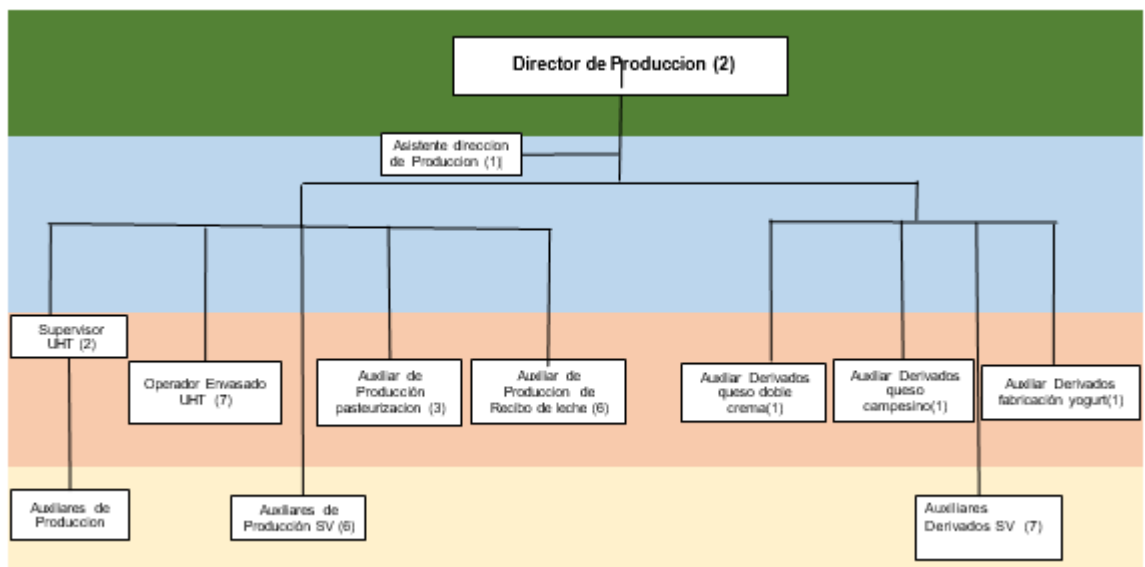 Director de Produccion (2)
Asistente direccion
de Produccion (1)
Supervisor
UHT (2)
Operador Envasado
UHT (7)
Auxiliar de
Producción
pasteurizacion (3)
Auxiliar de
Produccion de
Recibo de leche (6)
Auxiliar Derivados
queso doble
crema(1)
Auxiliar Derivados
queso
campesino(1)
Auxiliar Derivados
fabricación yogurt(1)
Auxiliares de
Produccion
Auxiliares de
Producción SV (6)
Auxiliares
Derivados SV (7)